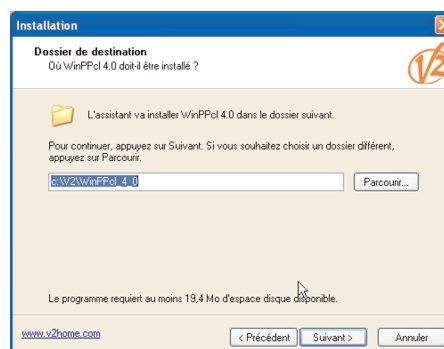 Installation
Dossier de destination
Où WinPPcl 4.0 doit-il être installé ?
V2
L'assistant va installer WinPPcl 4.0 dans le dossier suivant.
Pour continuer, appuyez sur Suivant. Si vous souhaitez choisir un dossier différent,
appuyez sur Parcourir.
c:\V2\WinPPcl_4_0
Parcourir...
Le programme requiert au moins 19,4 Mo d'espace disque disponible.
www.v2home.com
< Précédent
Suivant >
Annuler